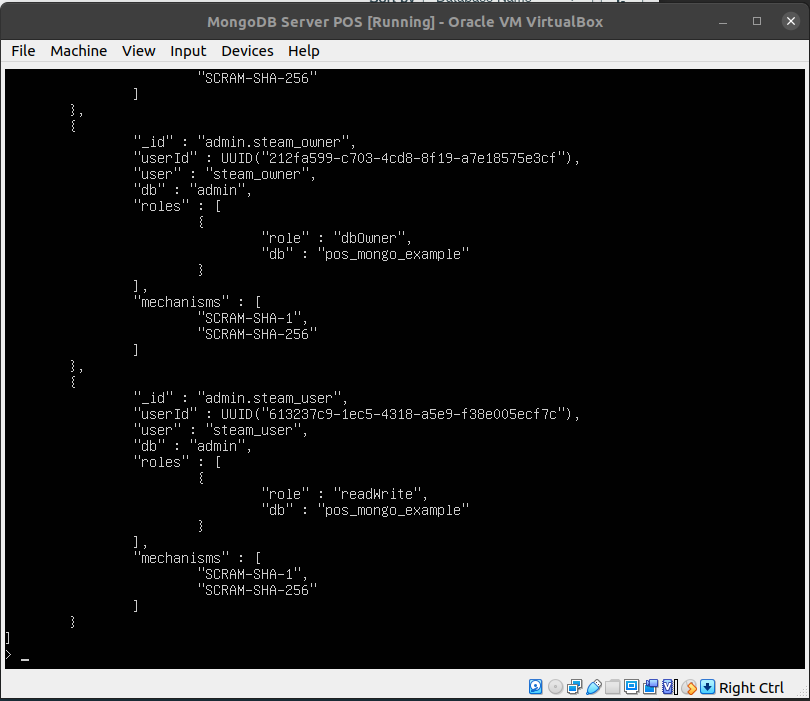 MongoDB Server POS [Running] - Oracle VM VirtualBox
File Machine View Input Devices Help
"SCRAM-SHA-256"
]
},
{
"_id" : "admin.steam_owner",
"userId" : UUID("212fa599-c703-4cd8-8f19-a7e18575e3cf"),
"user" : "steam_owner",
"db" : "admin",
"roles" : [
{
"role" : "dbOwner",
"db" : "pos_mongo_example"
}
],
"mechanisms" : [
"SCRAM-SHA-1",
"SCRAM-SHA-256"
]
},
{
"_id" : "admin.steam_user",
"userId" : UUID("613237c9-1ec5-4318-a5e9-f38e005ecf7c"),
"user" : "steam_user",
"db" : "admin",
"roles" : [
{
"role" : "readWrite",
"db" : "pos_mongo_example"
}
],
"mechanisms" : [
"SCRAM-SHA-1",
"SCRAM-SHA-256"
]
}
]
> _
Right Ctrl